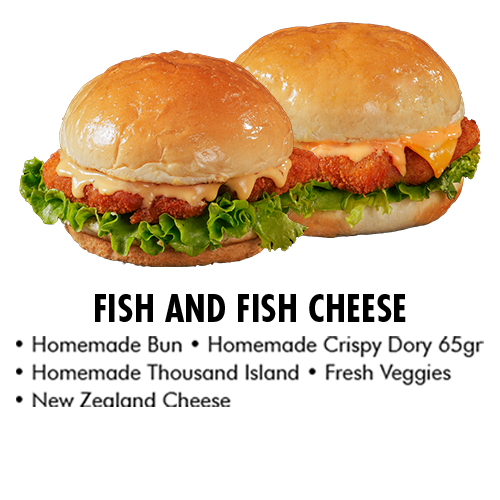 FISH AND FISH CHEESE
• Homemade Bun • Homemade Crispy Dory 65gr
• Homemade Thousand Island • Fresh Veggies
• New Zealand Cheese